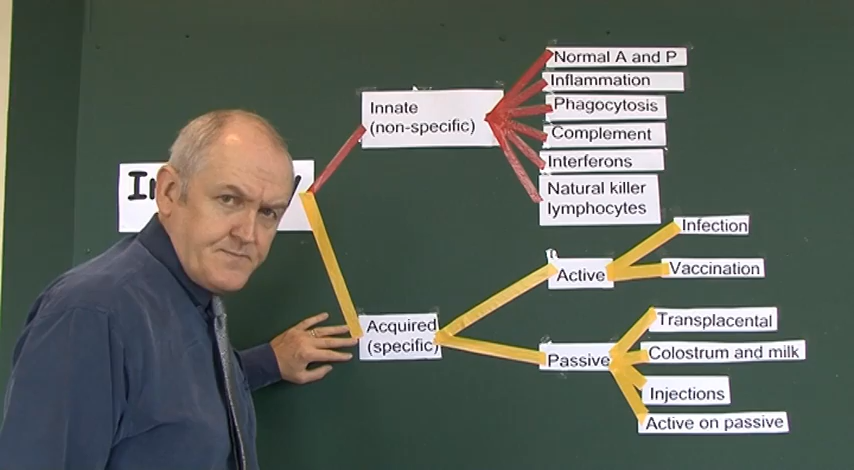 Innate
(non-specific)
Normal A and P
Inflammation
Phagocytosis
Complement
Interferons
Natural killer
lymphocytes
Acquired
(specific)
Active
Infection
Vaccination
Passive
Transplacental
Colostrum and milk
Injections
Active on passive